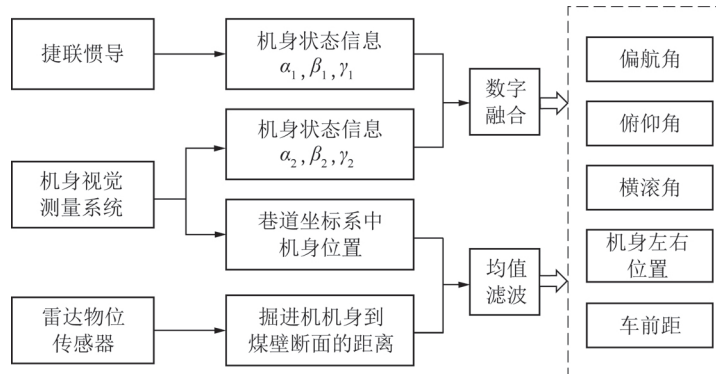 捷联惯导
机身状态信息
α₁,β₁,γ₁
机身视觉
测量系统
机身状态信息
α₂,β₂,γ₂
巷道坐标系中
机身位置
雷达物位
传感器
掘进机机身到
煤壁断面的距离
数字
融合
均值
滤波
偏航角
俯仰角
横滚角
机身左右
位置
车前距